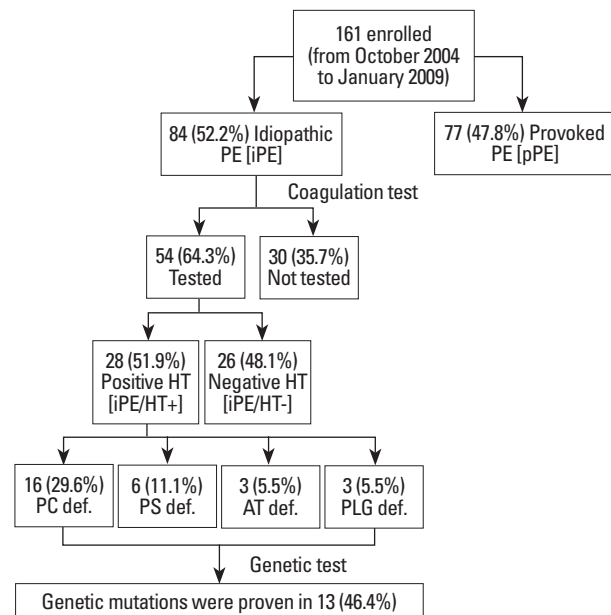 161 enrolled
(from October 2004
to January 2009)
84 (52.2%) Idiopathic
PE [iPE]
77 (47.8%) Provoked
PE [pPE]
Coagulation test
54 (64.3%)
Tested
30 (35.7%)
Not tested
28 (51.9%)
Positive HT
[iPE/HT+]
26 (48.1%)
Negative HT
[iPE/HT-]
16 (29.6%)
PC def.
6 (11.1%)
PS def.
3 (5.5%)
AT def.
3 (5.5%)
PLG def.
Genetic test
Genetic mutations were proven in 13 (46.4%)